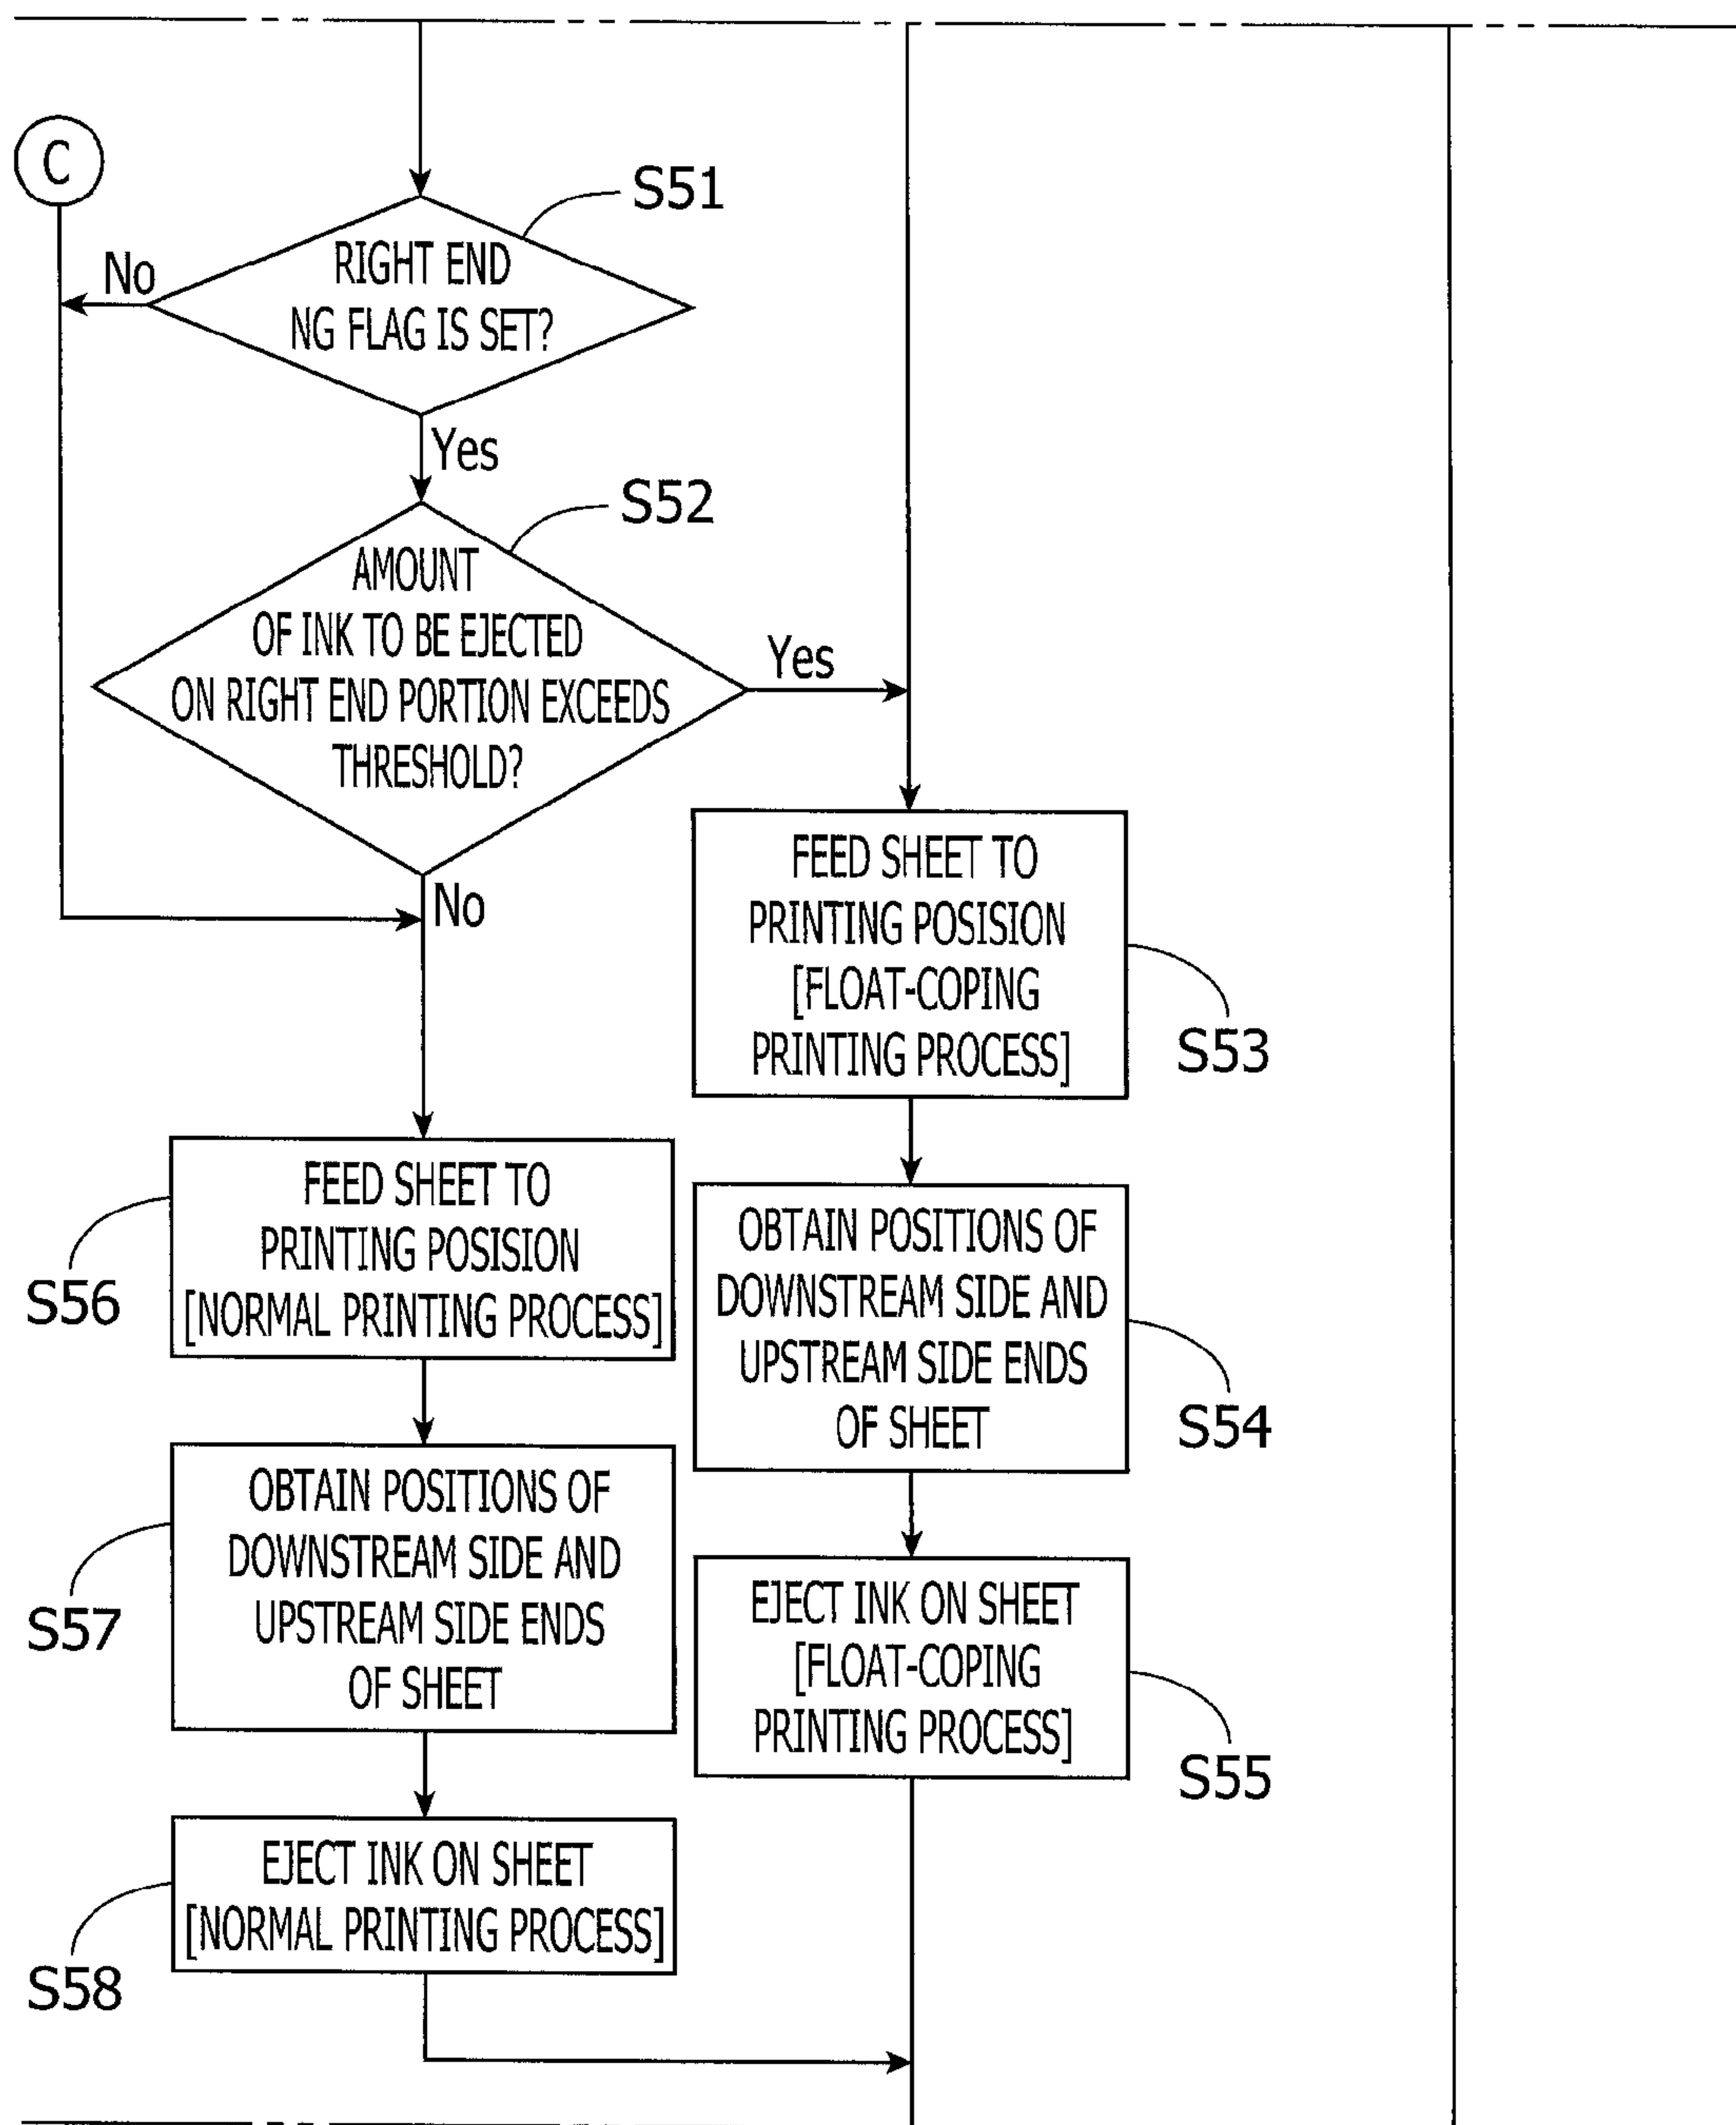 C
S51
RIGHT END
NG FLAG IS SET?
No
Yes
S52
AMOUNT
OF INK TO BE EJECTED
ON RIGHT END PORTION EXCEEDS
THRESHOLD?
Yes
No
FEED SHEET TO
PRINTING POSISION
[FLOAT-COPING
PRINTING PROCESS]
S53
FEED SHEET TO
PRINTING POSISION
[NORMAL PRINTING PROCESS]
S56
OBTAIN POSITIONS OF
DOWNSTREAM SIDE AND
UPSTREAM SIDE ENDS
OF SHEET
S54
OBTAIN POSITIONS OF
DOWNSTREAM SIDE AND
UPSTREAM SIDE ENDS
OF SHEET
S57
EJECT INK ON SHEET
[FLOAT-COPING
PRINTING PROCESS]
S55
EJECT INK ON SHEET
[NORMAL PRINTING PROCESS]
S58